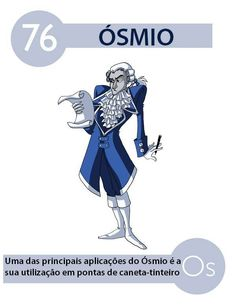 76
ÓSMIO
Uma das principais aplicações do Ósmio é a
sua utilização em pontas de caneta-tinteiro
Os